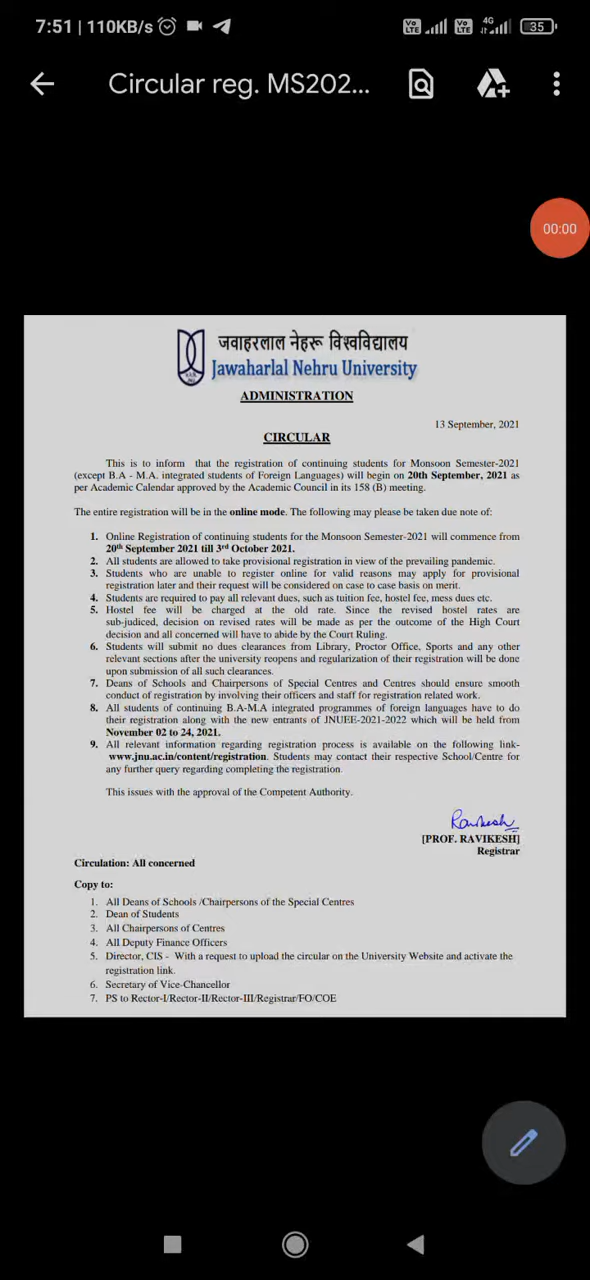 7:51 | 110KB/s
Vo LTE Vo LTE 4G 35
Circular reg. MS202...
00:00
जवाहरलाल नेहरू विश्वविद्यालय
Jawaharlal Nehru University
ADMINISTRATION
13 September, 2021
CIRCULAR
This is to inform that the registration of continuing students for Monsoon Semester-2021
(except B.A - M.A. integrated students of Foreign Languages) will begin on 20th September, 2021 as
per Academic Calendar approved by the Academic Council in its 158 (B) meeting.
The entire registration will be in the online mode. The following may please be taken due note of:
1. Online Registration of continuing students for the Monsoon Semester-2021 will commence from
20th September 2021 till 3rd October 2021.
2. All students are allowed to take provisional registration in view of the prevailing pandemic.
3. Students who are unable to register online for valid reasons may apply for provisional
registration later and their request will be considered on case to case basis on merit.
4. Students are required to pay all relevant dues, such as tuition fee, hostel fee, mess dues etc.
5. Hostel fee will be charged at the old rate. Since the revised hostel rates are
sub-judiced, decision on revised rates will be made as per the outcome of the High Court
decision and all concerned will have to abide by the Court Ruling.
6. Students will submit no dues clearances from Library, Proctor Office, Sports and any other
relevant sections after the university reopens and regularization of their registration will be done
upon submission of all such clearances.
7. Deans of Schools and Chairpersons of Special Centres and Centres should ensure smooth
conduct of registration by involving their officers and staff for registration related work.
8. All students of continuing B.A-M.A integrated programmes of foreign languages have to do
their registration along with the new entrants of JNUEE-2021-2022 which will be held from
November 02 to 24, 2021.
9. All relevant information regarding registration process is available on the following link-
www.jnu.ac.in/content/registration. Students may contact their respective School/Centre for
any further query regarding completing the registration.
This issues with the approval of the Competent Authority.
Ravikesh
[PROF. RAVIKESH]
Registrar
Circulation: All concerned
Copy to:
1. All Deans of Schools /Chairpersons of the Special Centres
2. Dean of Students
3. All Chairpersons of Centres
4. All Deputy Finance Officers
5. Director, CIS - With a request to upload the circular on the University Website and activate the
registration link.
6. Secretary of Vice-Chancellor
7. PS to Rector-I/Rector-II/Rector-III/Registrar/FO/COE